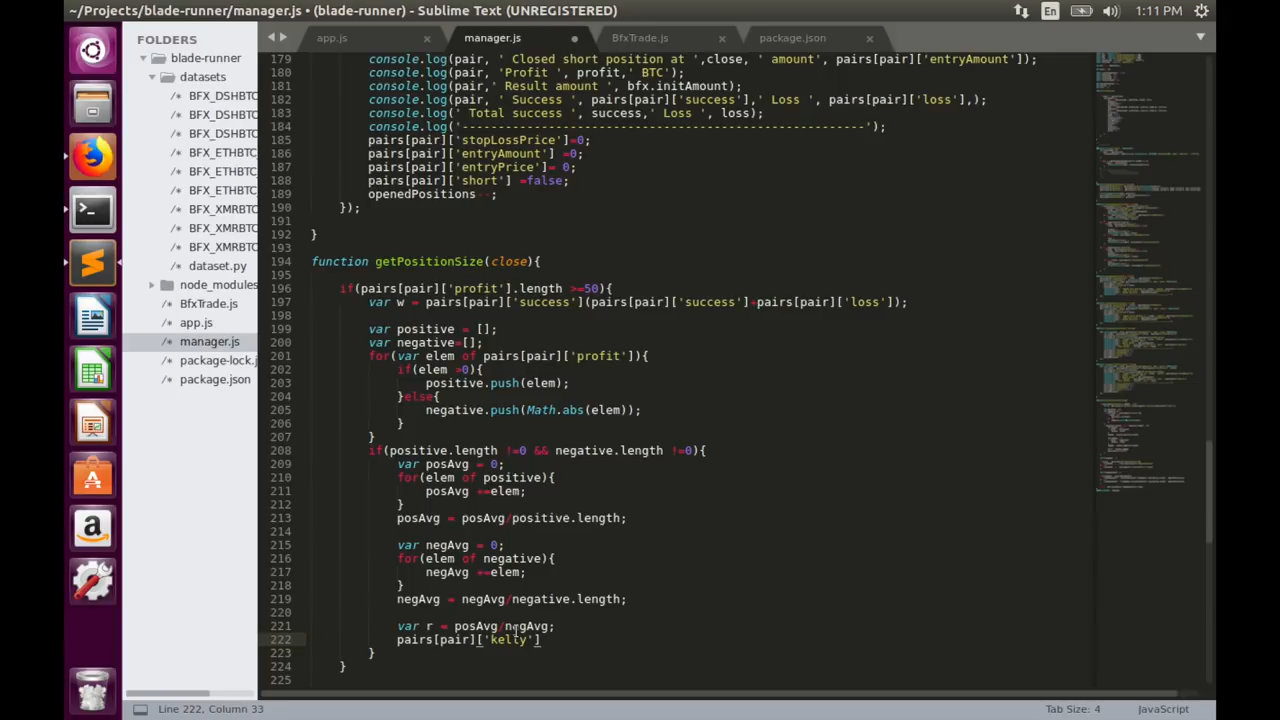 ~/Projects/blade-runner/manager.js • (blade-runner) - Sublime Text (UNREGISTERED)
En
1:11 PM
FOLDERS
blade-runner
datasets
/* BFX_DSHBTC
/* BFX_DSHBTC
/* BFX_DSHBTC
/* BFX_ETHBTC
/* BFX_ETHBTC
/* BFX_ETHBTC
/* BFX_XMRBTC
/* BFX_XMRBTC
/* BFX_XMRBTC
/* dataset.py
node_modules
/* BfxTrade.js
/* app.js
/* manager.js
/* package-lock.j
/* package.json
app.js ×
manager.js •
BfxTrade.js ×
package.json ×
179 console.log(pair, ' Closed short position at ',close, ' amount', pairs[pair]['entryAmount']);
180 console.log(pair, 'Profit ', profit,' BTC');
181 console.log(pair, ' Result amount ', bfx.initAmount);
182 console.log(pair, ' Success ', pairs[pair]['success'],' Loss ', pairs[pair]['loss'],);
183 console.log('Total success ', success,' Loss ', loss);
184 console.log('--------------------------------------------------------');
185 pairs[pair]['stopLossPrice']=0;
186 pairs[pair]['entryAmount'] =0;
187 pairs[pair]['entryPrice']= 0;
188 pairs[pair]['short'] =false;
189 openedPositions--;
190 });
191
192 }
193
194 function getPositionSize(close){
195
196 if(pairs[pair]['profit'].length >=50){
197 var w = pairs[pair]['success'](pairs[pair]['success']+pairs[pair]['loss']);
198
199 var positive = [];
200 var negative=[];
201 for(var elem of pairs[pair]['profit']){
202 if(elem >0){
203 positive.push(elem);
204 }else{
205 negative.push(Math.abs(elem));
206 }
207 }
208 if(positive.length !=0 && negative.length !=0){
209 var posAvg = 0;
210 for(elem of positive){
211 posAvg +=elem;
212 }
213 posAvg = posAvg/positive.length;
214
215 var negAvg = 0;
216 for(elem of negative){
217 negAvg +=elem;
218 }
219 negAvg = negAvg/negative.length;
220
221 var r = posAvg/negAvg;
222 pairs[pair]['kelly']
223 }
224 }
225
Line 222, Column 33
Tab Size: 4
JavaScript